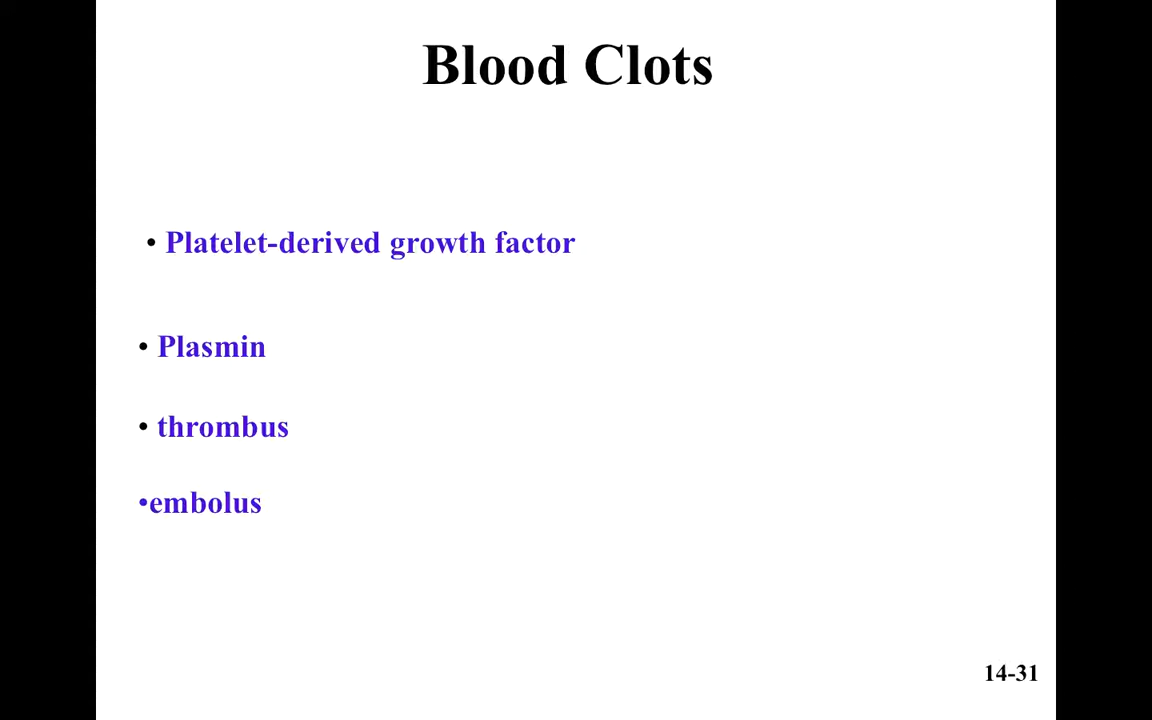 Blood Clots
• Platelet-derived growth factor
• Plasmin
• thrombus
•embolus
14-31